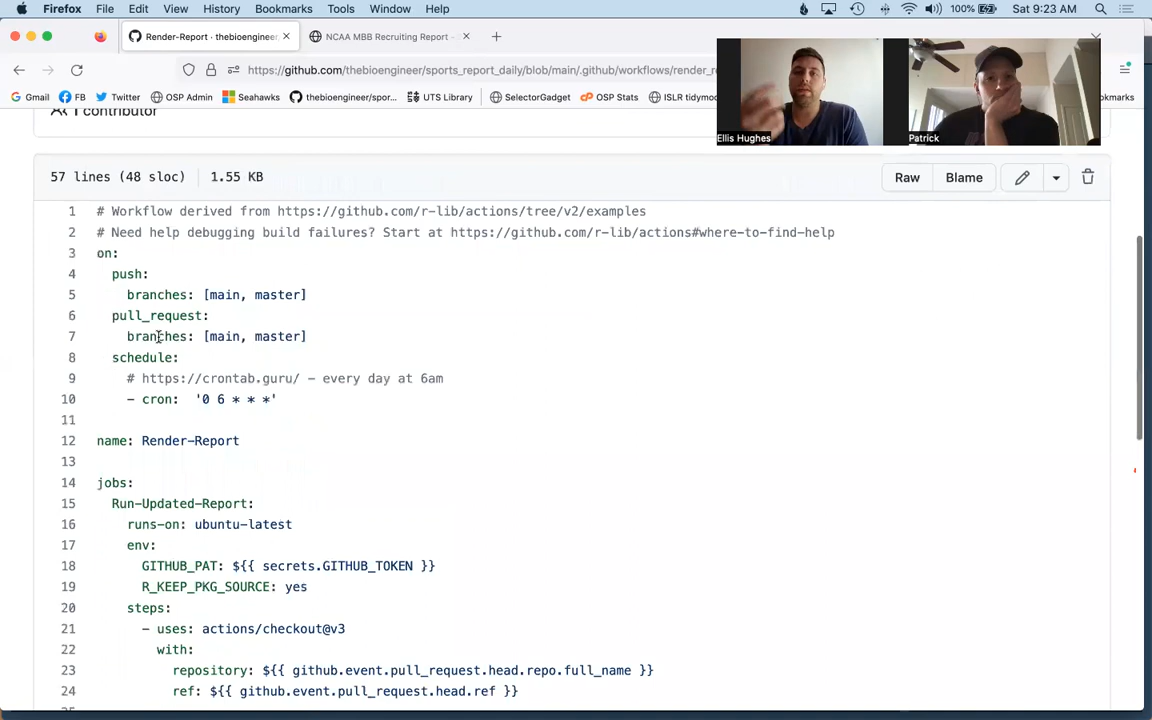 Firefox File Edit View History Bookmarks Tools Window Help 100% Sat 9:23 AM
Render-Report · thebioengineer NCAA MBB Recruiting Report -
https://github.com/thebioengineer/sports_report_daily/blob/main/.github/workflows/render_r
Gmail FB Twitter OSP Admin Seahawks thebioengineer/spor... UTS Library SelectorGadget OSP Stats ISLR tidymod
Ellis Hughes Patrick
1 contributor
57 lines (48 sloc) 1.55 KB Raw Blame
1 # Workflow derived from https://github.com/r-lib/actions/tree/v2/examples
2 # Need help debugging build failures? Start at https://github.com/r-lib/actions#where-to-find-help
3 on:
4 push:
5 branches: [main, master]
6 pull_request:
7 branches: [main, master]
8 schedule:
9 # https://crontab.guru/ - every day at 6am
10 - cron: '0 6 * * *'
11
12 name: Render-Report
13
14 jobs:
15 Run-Updated-Report:
16 runs-on: ubuntu-latest
17 env:
18 GITHUB_PAT: ${{ secrets.GITHUB_TOKEN }}
19 R_KEEP_PKG_SOURCE: yes
20 steps:
21 - uses: actions/checkout@v3
22 with:
23 repository: ${{ github.event.pull_request.head.repo.full_name }}
24 ref: ${{ github.event.pull_request.head.ref }}